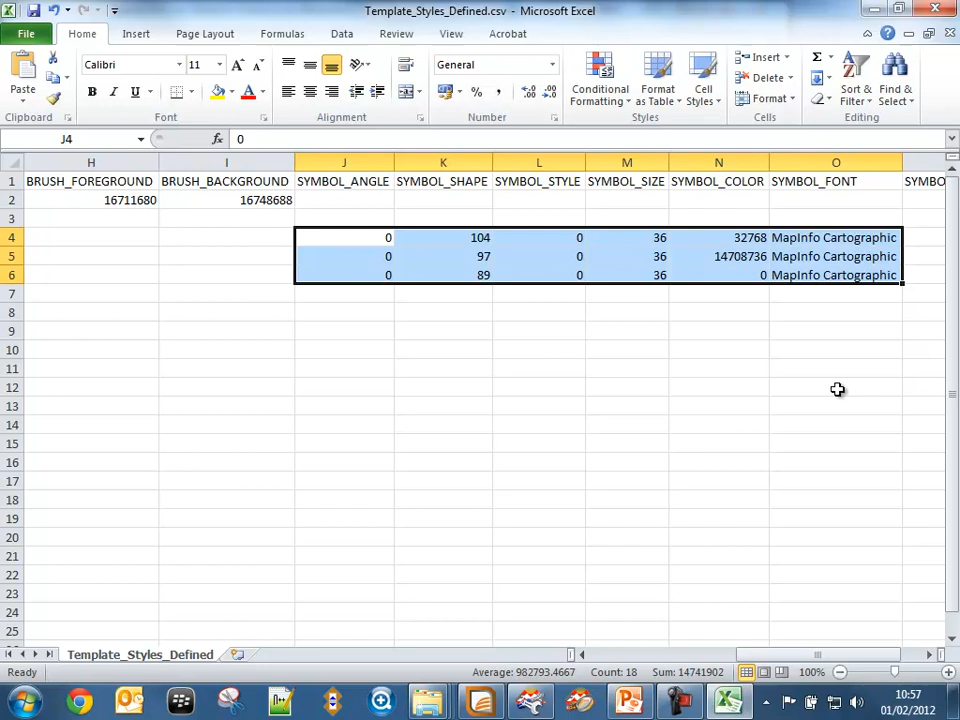 Template_Styles_Defined.csv - Microsoft Excel
File Home Insert Page Layout Formulas Data Review View Acrobat
Paste Calibri 11 General Conditional Formatting Format as Table Cell Styles Insert Delete Format Sort & Filter Find & Select
Clipboard Font Alignment Number Styles Cells Editing
J4 fx 0
H I J K L M N O
1 BRUSH_FOREGROUND BRUSH_BACKGROUND SYMBOL_ANGLE SYMBOL_SHAPE SYMBOL_STYLE SYMBOL_SIZE SYMBOL_COLOR SYMBOL_FONT SYMBO
2 16711680 16748688
3
4 0 104 0 36 32768 MapInfo Cartographic
5 0 97 0 36 14708736 MapInfo Cartographic
6 0 89 0 36 0 MapInfo Cartographic
7
8
9
10
11
12
13
14
15
16
17
18
19
20
21
22
23
24
25
Template_Styles_Defined
Ready Average: 982793.4667 Count: 18 Sum: 14741902 100%
10:57
01/02/2012